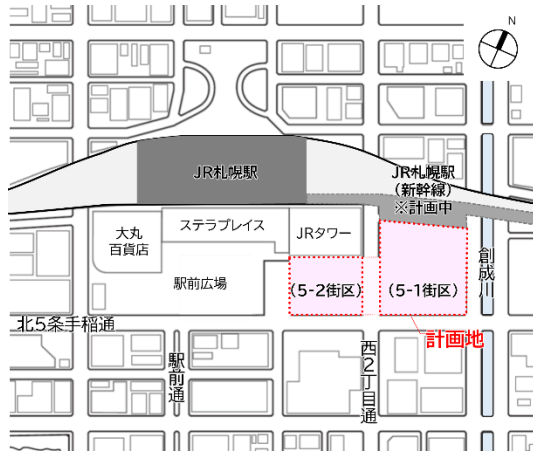 N
JR札幌駅
JR札幌駅
（新幹線）
※計画中
大丸
百貨店
ステラプレイス
JRタワー
駅前広場
（5-2街区）
（5-1街区）
創成川
北5条手稲通
計画地
駅前通
西2丁目通